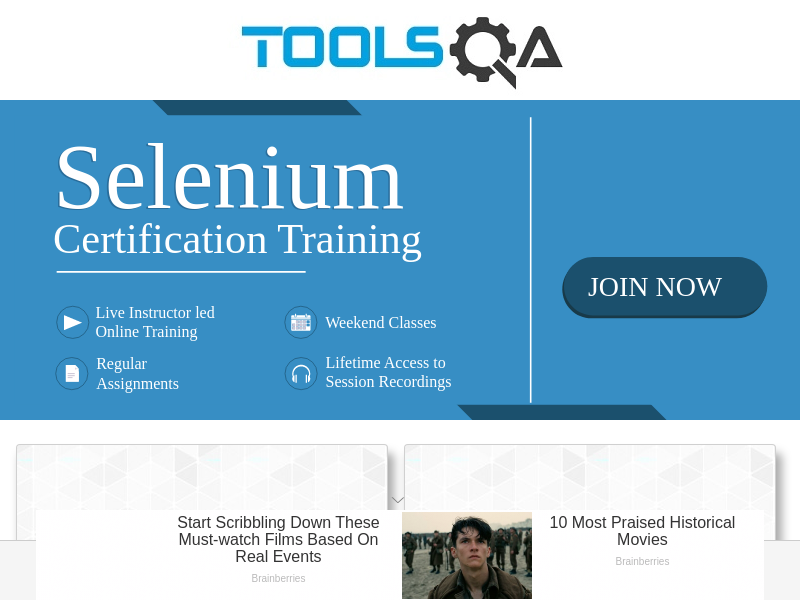 TOOLSQA
Selenium
Certification Training
JOIN NOW
Live Instructor led
Online Training
Weekend Classes
Regular
Assignments
Lifetime Access to
Session Recordings
Start Scribbling Down These
Must-watch Films Based On
Real Events
Brainberries
10 Most Praised Historical
Movies
Brainberries